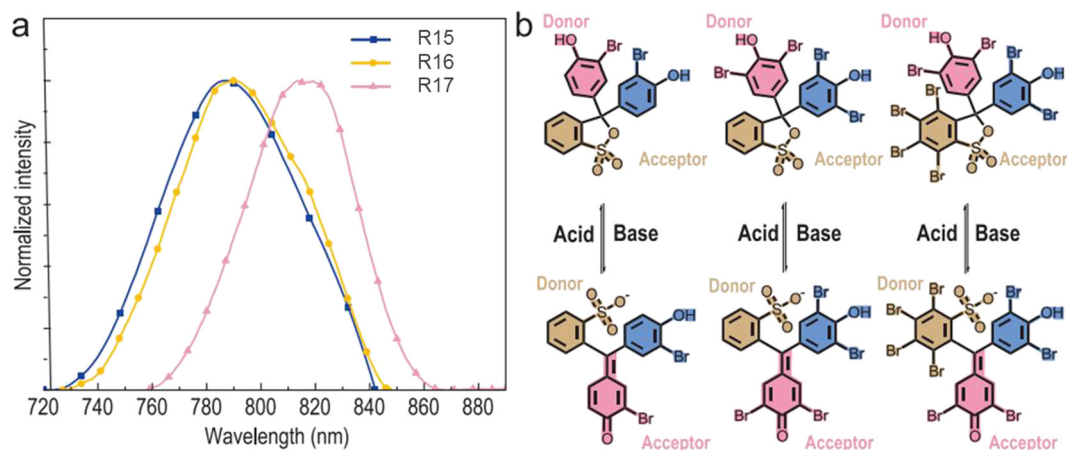 a
R15
R16
R17
Normalized intensity
720 740 760 780 800 820 840 860 880
Wavelength (nm)
b
Donor
HO
Br
Br
OH
O
S
O
O
Acceptor
Acid
Base
Donor
O
O-
S
O
OH
Br
Br
O
Acceptor
Donor
HO
Br
Br
Br
OH
Br
O
S
O
O
Acceptor
Acid
Base
Donor
O
O-
S
O
Br
OH
Br
Br
Br
O
Acceptor
Donor
HO
Br
Br
Br
Br
OH
Br
Br
Br
Br
O
S
O
O
Acceptor
Acid
Base
Donor
Br
O
O-
S
O
Br
Br
OH
Br
Br
Br
Br
Br
O
Acceptor